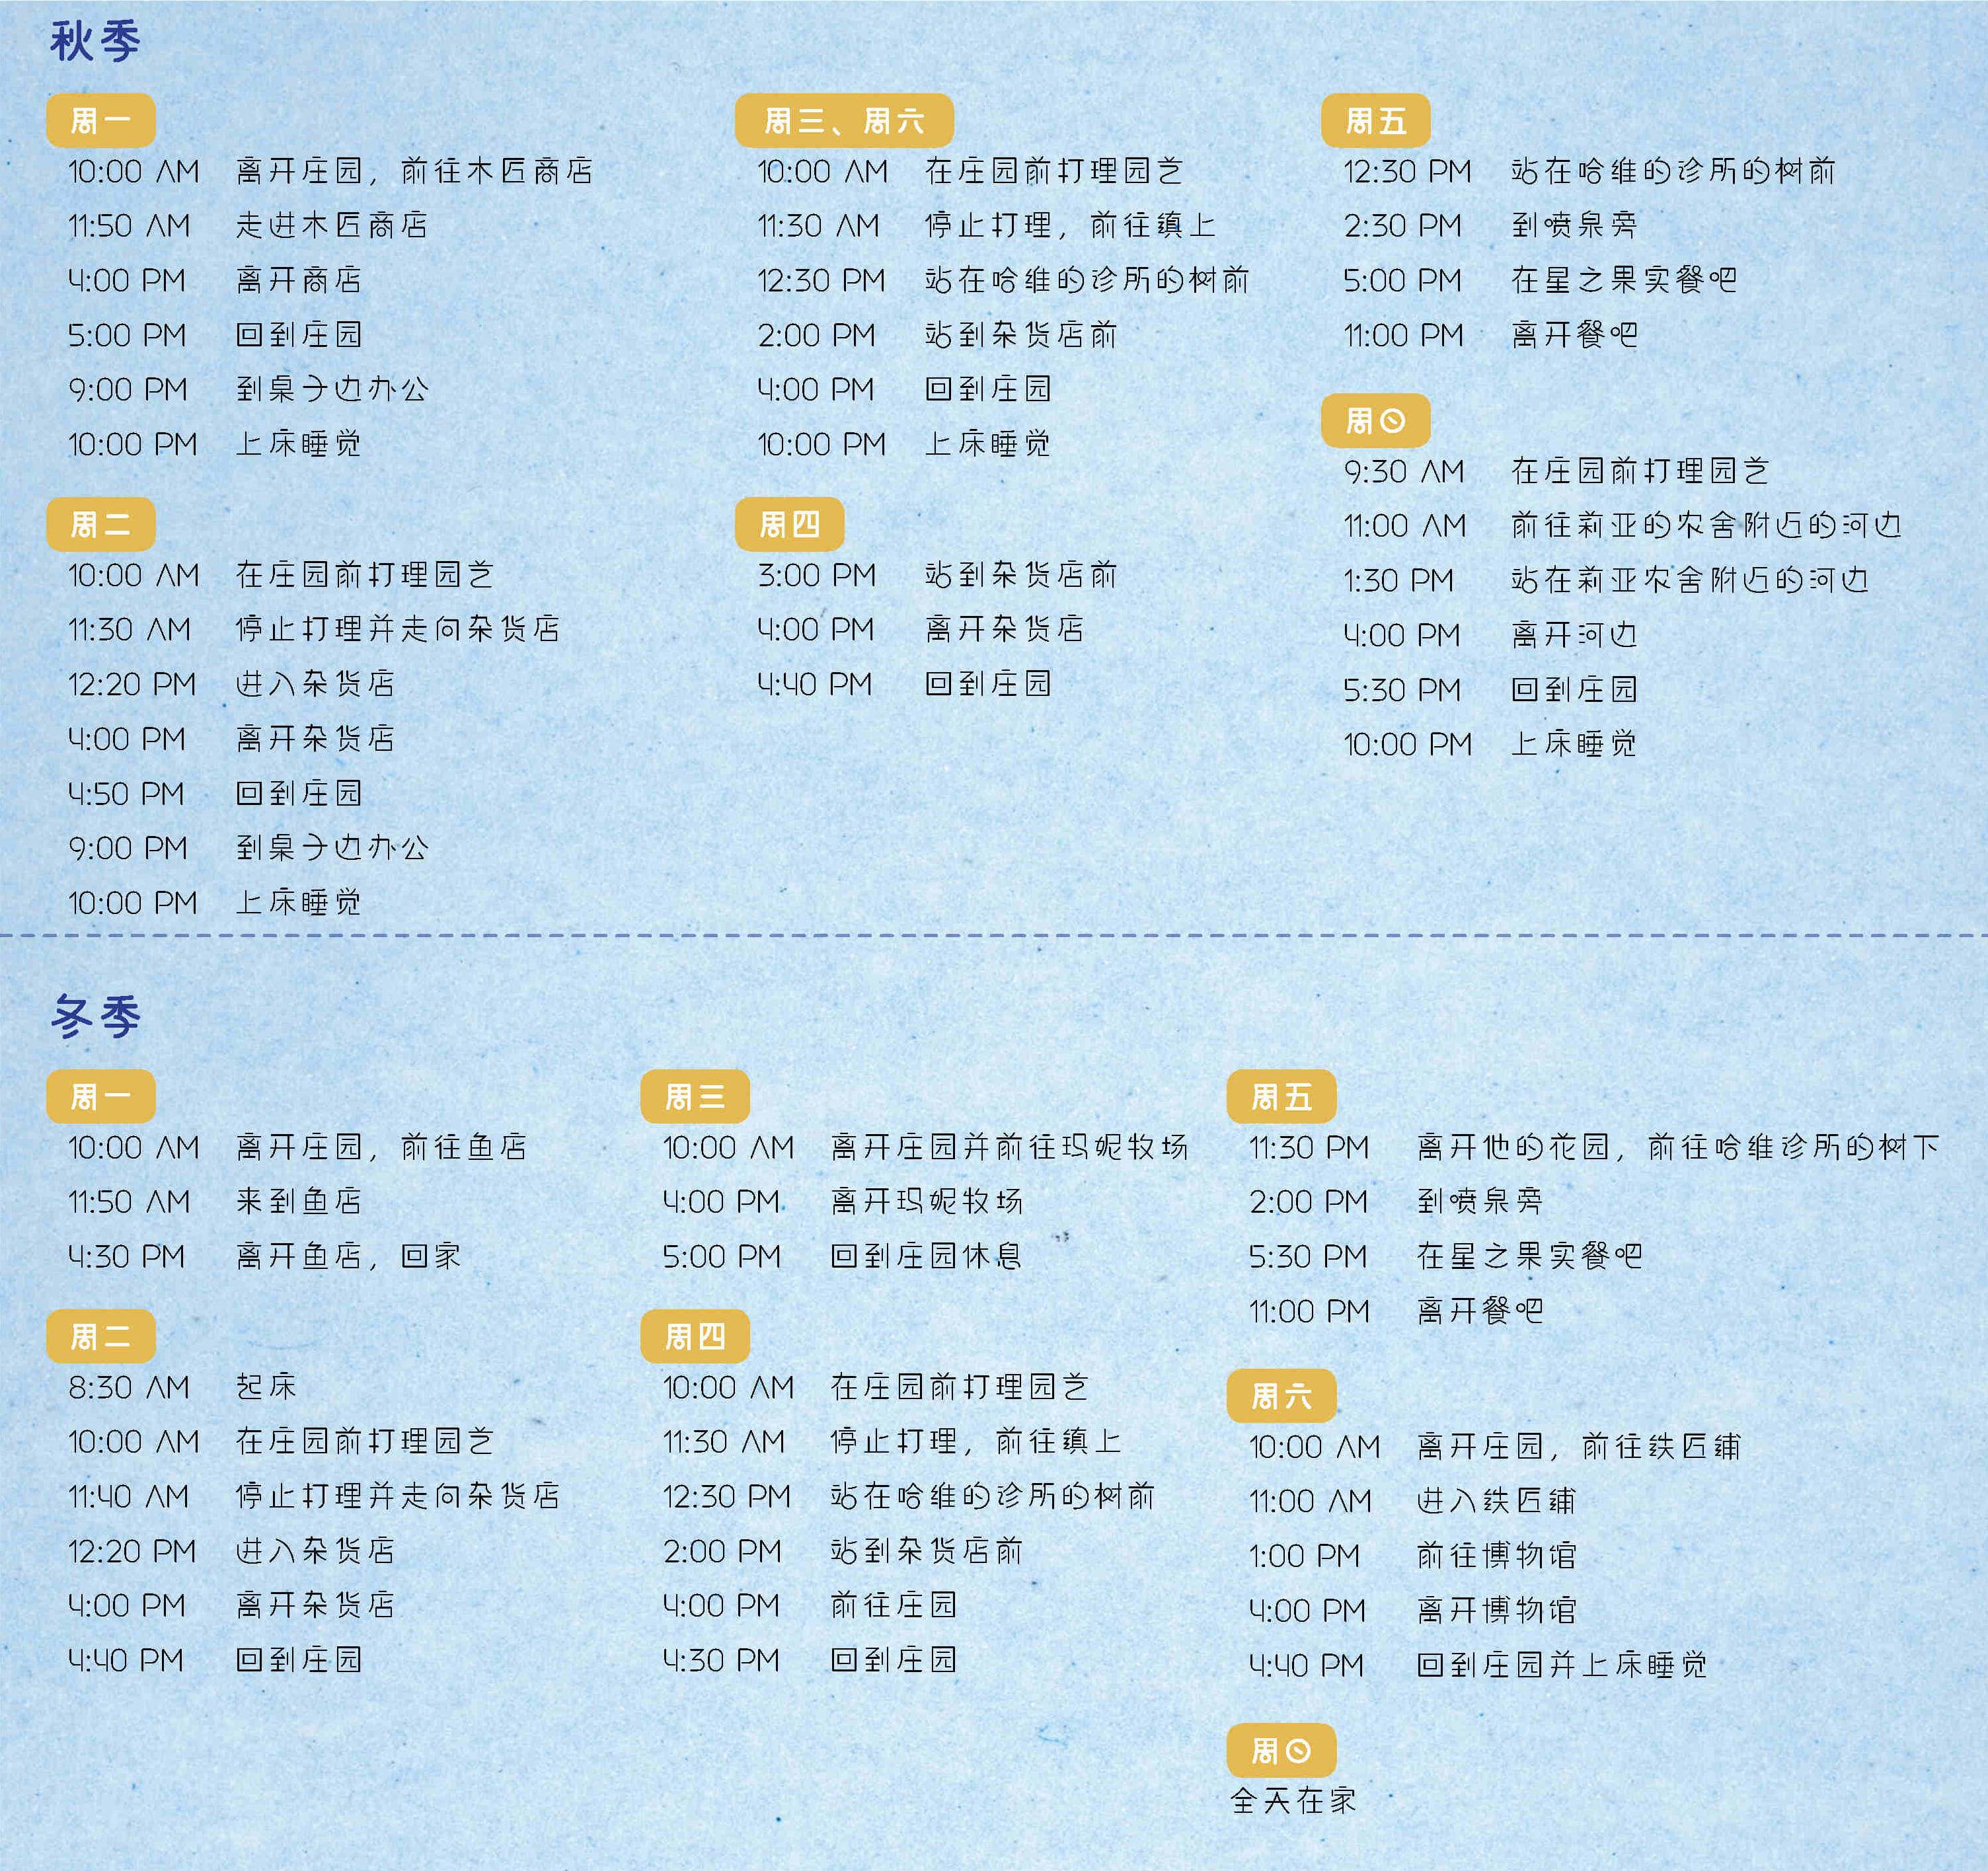 秋季
周一
10:00 AM 离开庄园，前往木匠商店
11:50 AM 走进木匠商店
4:00 PM 离开商店
5:00 PM 回到庄园
9:00 PM 到桌子边办公
10:00 PM 上床睡觉
周二
10:00 AM 在庄园前打理园艺
11:30 AM 停止打理并走向杂货店
12:20 PM 进入杂货店
4:00 PM 离开杂货店
4:50 PM 回到庄园
9:00 PM 到桌子边办公
10:00 PM 上床睡觉
周三、周六
10:00 AM 在庄园前打理园艺
11:30 AM 停止打理，前往镇上
12:30 PM 站在哈维的诊所的树前
2:00 PM 站到杂货店前
4:00 PM 回到庄园
10:00 PM 上床睡觉
周四
3:00 PM 站到杂货店前
4:00 PM 离开杂货店
4:40 PM 回到庄园
周五
12:30 PM 站在哈维的诊所的树前
2:30 PM 到喷泉旁
5:00 PM 在星之果实餐吧
11:00 PM 离开餐吧
周日
9:30 AM 在庄园前打理园艺
11:00 AM 前往莉亚的农舍附近的河边
1:30 PM 站在莉亚农舍附近的河边
4:00 PM 离开河边
5:30 PM 回到庄园
10:00 PM 上床睡觉
冬季
周一
10:00 AM 离开庄园，前往鱼店
11:50 AM 来到鱼店
4:30 PM 离开鱼店，回家
周二
8:30 AM 起床
10:00 AM 在庄园前打理园艺
11:40 AM 停止打理并走向杂货店
12:20 PM 进入杂货店
4:00 PM 离开杂货店
4:40 PM 回到庄园
周三
10:00 AM 离开庄园并前往玛妮牧场
4:00 PM 离开玛妮牧场
5:00 PM 回到庄园休息
周四
10:00 AM 在庄园前打理园艺
11:30 AM 停止打理，前往镇上
12:30 PM 站在哈维的诊所的树前
2:00 PM 站到杂货店前
4:00 PM 前往庄园
4:30 PM 回到庄园
周五
11:30 PM 离开他的花园，前往哈维诊所的树下
2:00 PM 到喷泉旁
5:30 PM 在星之果实餐吧
11:00 PM 离开餐吧
周六
10:00 AM 离开庄园，前往铁匠铺
11:00 AM 进入铁匠铺
1:00 PM 前往博物馆
4:00 PM 离开博物馆
4:40 PM 回到庄园并上床睡觉
周日
全天在家